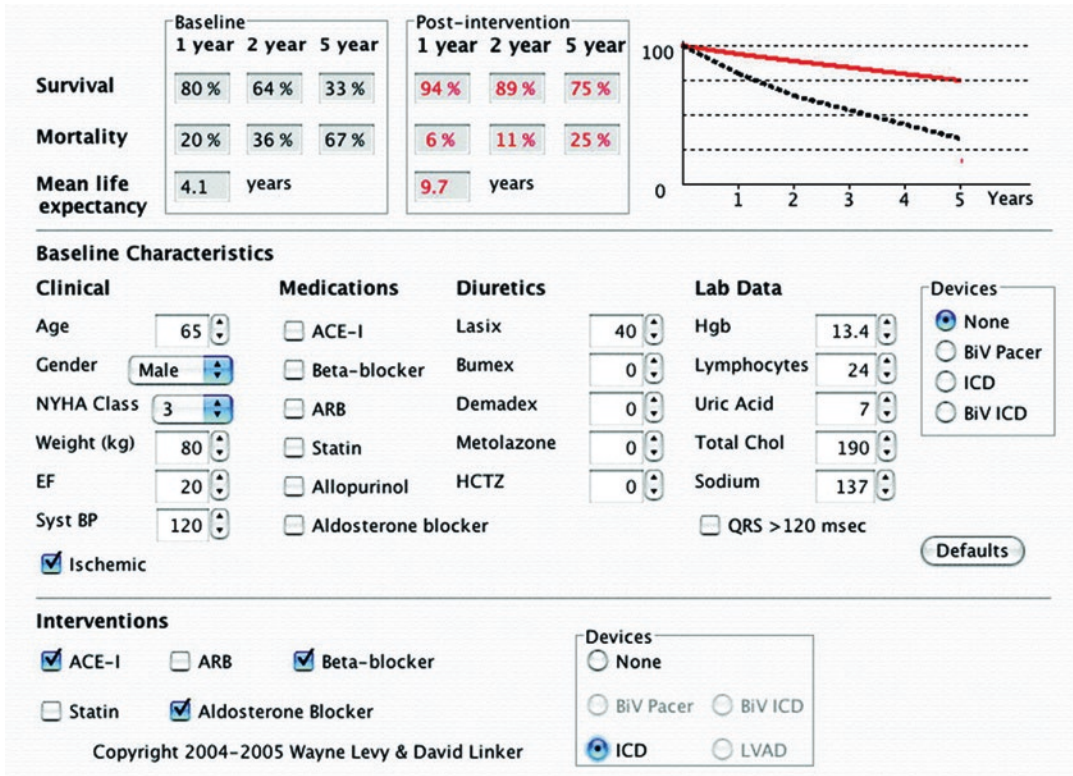 Baseline Post-intervention
1 year 2 year 5 year 1 year 2 year 5 year
100
Survival 80 % 64 % 33 % 94 % 89 % 75 %
Mortality 20 % 36 % 67 % 6 % 11 % 25 %
Mean life expectancy 4.1 years 9.7 years
0
1 2 3 4 5 Years
Baseline Characteristics
Clinical Medications Diuretics Lab Data Devices
Age 65 ACE-I Lasix 40 Hgb 13.4 None
Gender Male Beta-blocker Bumex 0 Lymphocytes 24 BiV Pacer
NYHA Class 3 ARB Demadex 0 Uric Acid 7 ICD
BiV ICD
Weight (kg) 80 Statin Metolazone 0 Total Chol 190
EF 20 Allopurinol HCTZ 0 Sodium 137
Syst BP 120 Aldosterone blocker QRS >120 msec
Defaults
Ischemic
Interventions
Devices
ACE-I ARB Beta-blocker None
Statin Aldosterone Blocker BiV Pacer BiV ICD
Copyright 2004-2005 Wayne Levy & David Linker ICD LVAD